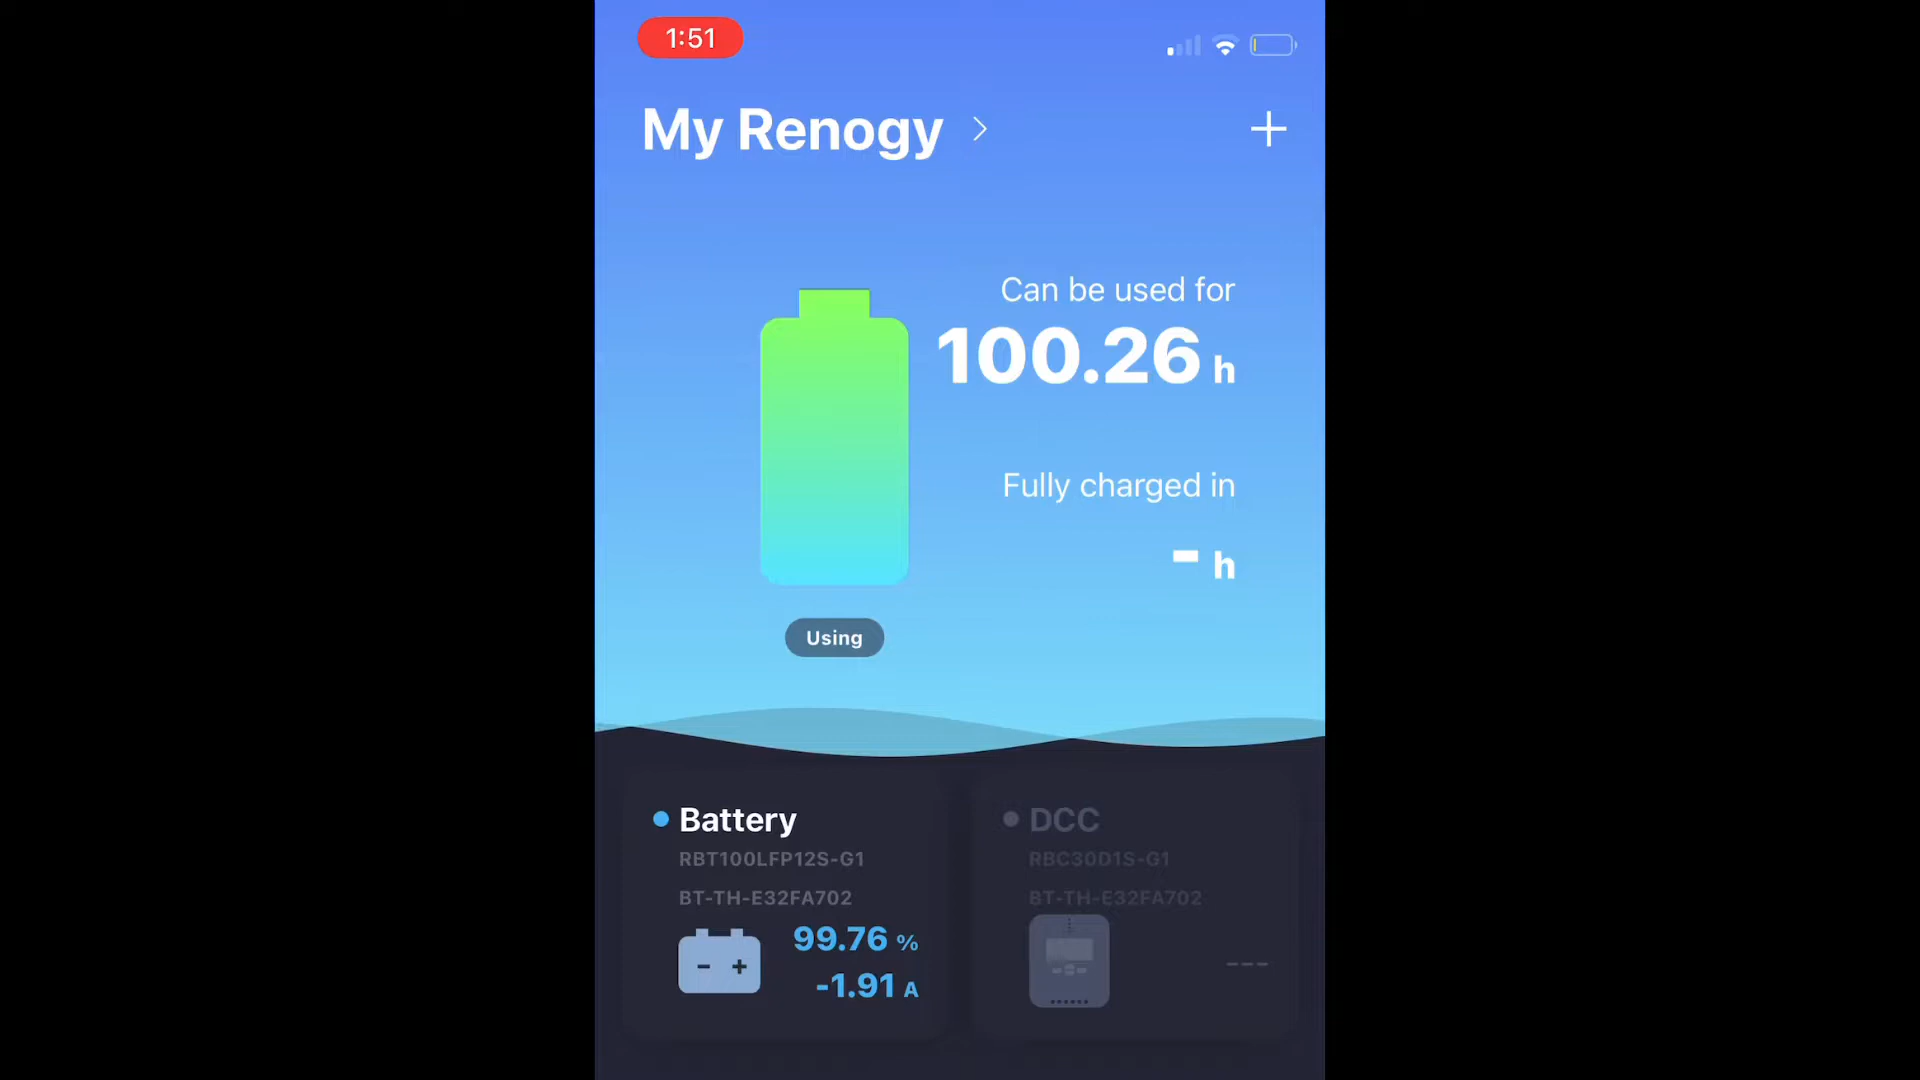 1:51
My Renogy
Can be used for
100.26 h
Fully charged in
- h
Using
Battery
RBT100LFP12S-G1
BT-TH-E32FA702
99.76 %
-1.91 A
DCC
RBC30D1S-G1
BT-TH-E32FA702
---